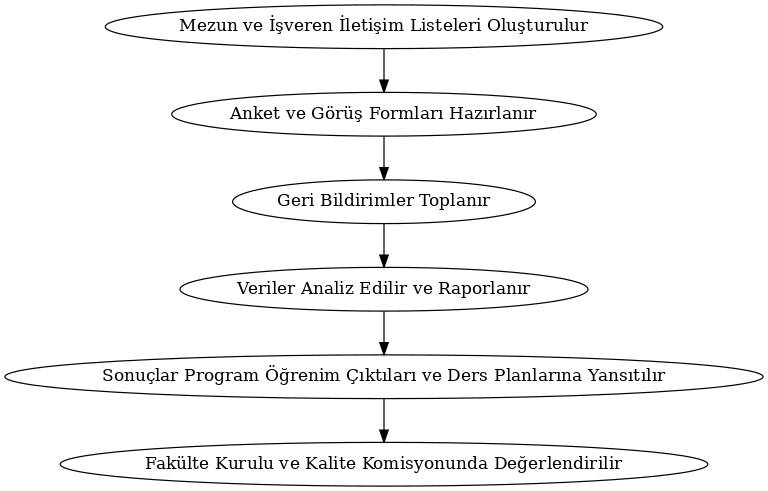 Mezun ve İşveren İletişim Listeleri Oluşturulur
Anket ve Görüş Formları Hazırlanır
Geri Bildirimler Toplanır
Veriler Analiz Edilir ve Raporlanır
Sonuçlar Program Öğrenim Çıktıları ve Ders Planlarına Yansıtılır
Fakülte Kurulu ve Kalite Komisyonunda Değerlendirilir